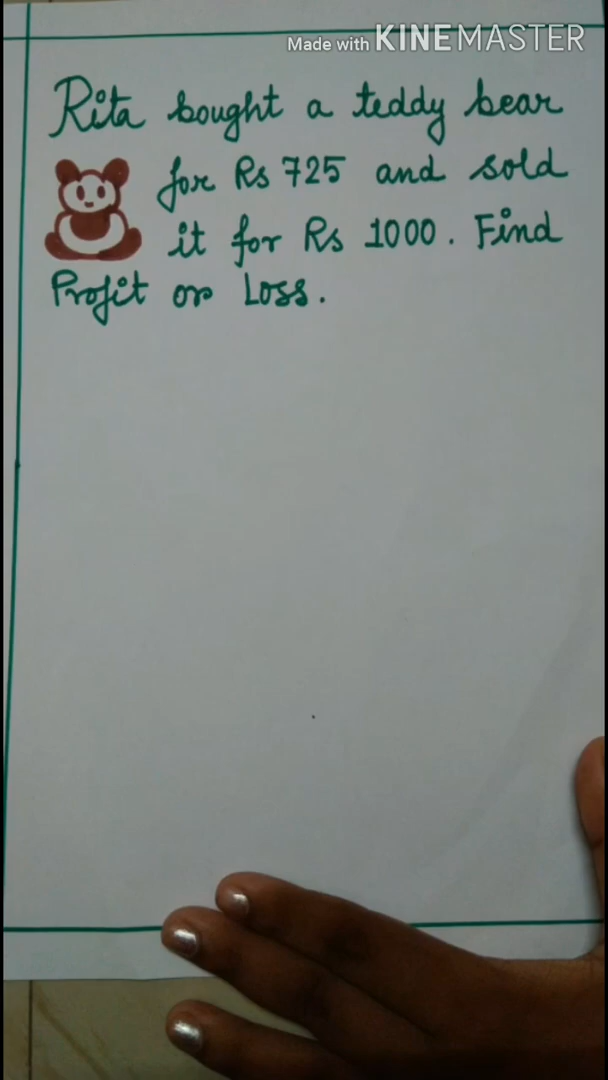 Made with KINEMASTER
Rita bought a teddy bear
for Rs 725 and sold
it for Rs 1000. Find
Profit or Loss.